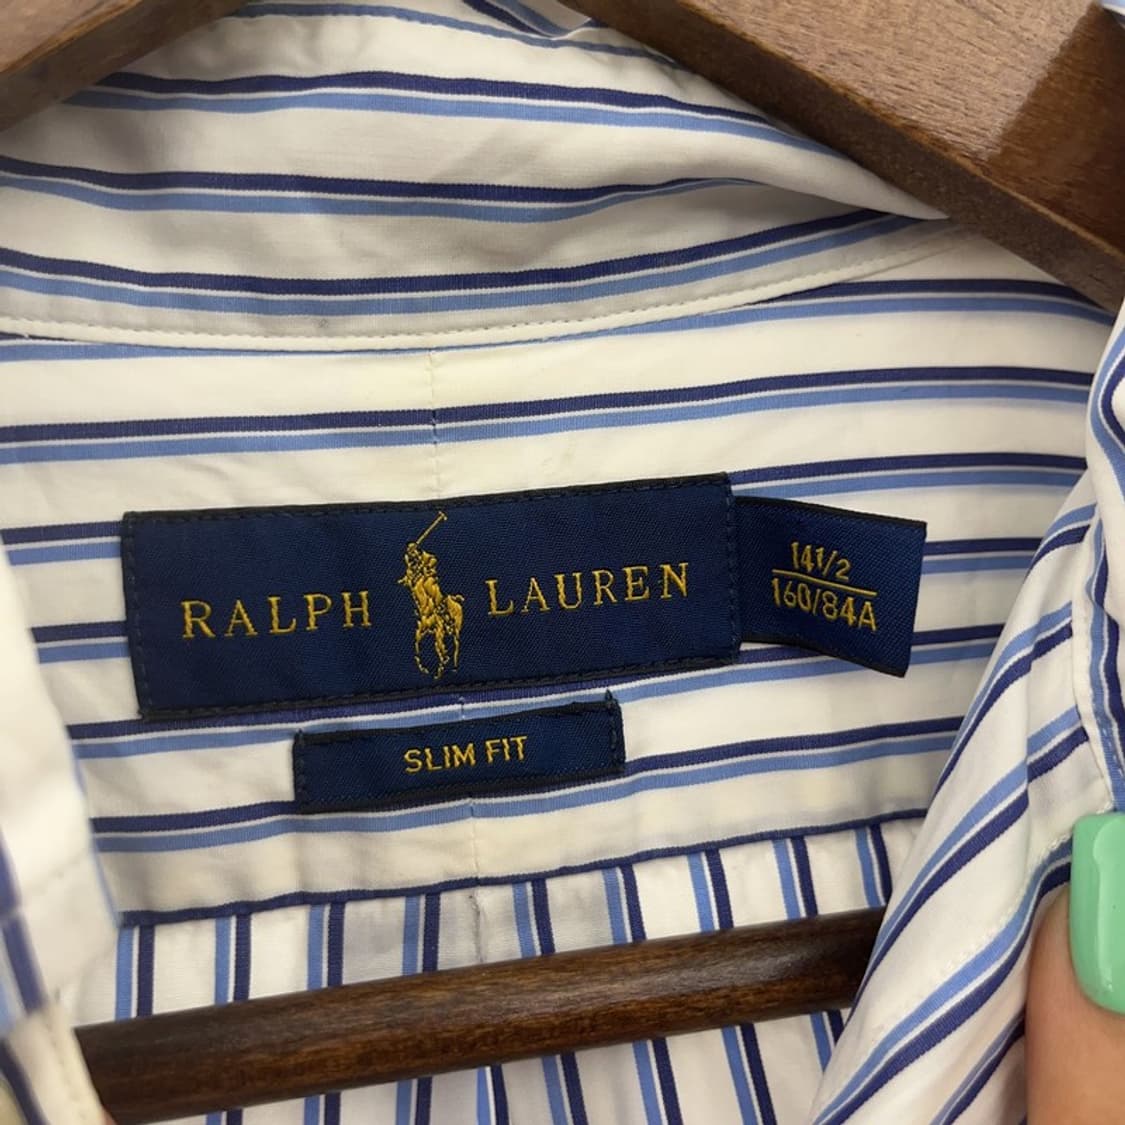 RALPH LAUREN
14 1/2
160/84A
SLIM FIT